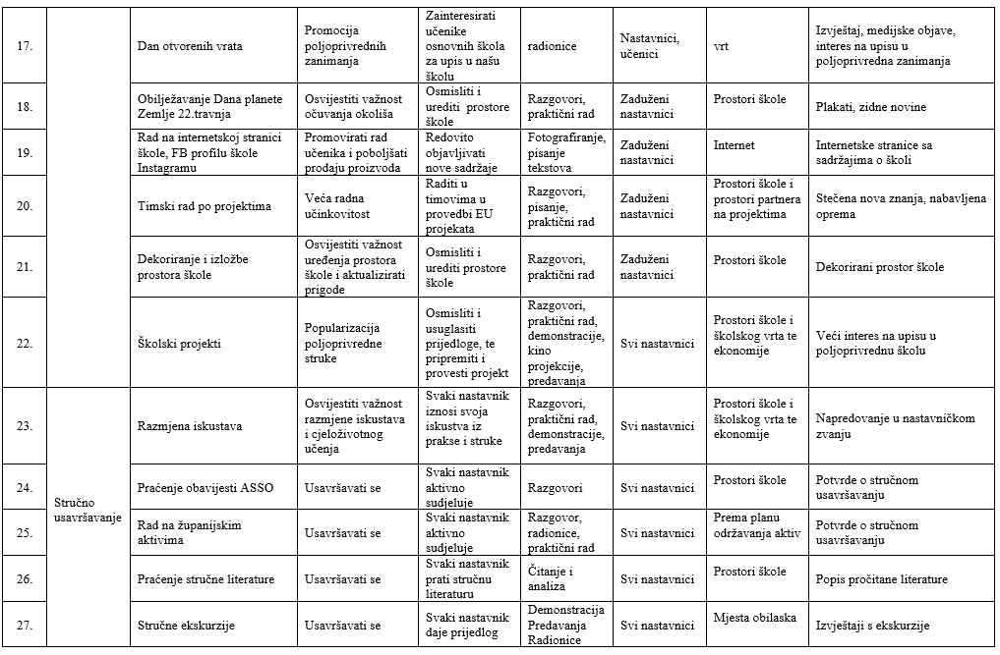 17.
Dan otvorenih vrata
Promocija
poljoprivrednih
zanimanja
Zainteresirati
učenike
osnovnih škola
za upis u našu
školu
radionice
Nastavnici,
učenici
vrt
Izvještaj, medijske objave,
interes na upisu u
poljoprivredna zanimanja
18.
Obilježavanje Dana planete
Zemlje 22.travnja
Osvijestiti važnost
očuvanja okoliša
Osmisliti i
urediti prostore
škole
Razgovori,
praktični rad
Zaduženi
nastavnici
Prostori škole
Plakati, zidne novine
19.
Rad na internetskoj stranici
škole, FB profilu škole
Instagramu
Promovirati rad
učenika i poboljšati
prodaju proizvoda
Redovito
objavljivati
nove sadržaje
Fotografiranje,
pisanje
tekstova
Zaduženi
nastavnici
Internet
Internetske stranice sa
sadržajima o školi
20.
Timski rad po projektima
Veća radna
učinkovitost
Raditi u
timovima u
provedbi EU
projekata
Razgovori,
pisanje,
praktični rad
Zaduženi
nastavnici
Prostori škole i
prostori partnera
na projektima
Stečena nova znanja, nabavljena
oprema
21.
Dekoriranje i izložbe
prostora škole
Osvijestiti važnost
uređenja prostora
škole i aktualizirati
prigode
Osmisliti i
urediti prostore
škole
Razgovori,
praktični rad
Zaduženi
nastavnici
Prostori škole
Dekorirani prostor škole
22.
Školski projekti
Popularizacija
poljoprivredne
struke
Osmisliti i
usuglasiti
prijedloge, te
pripremiti i
provesti projekt
Razgovori,
praktični rad,
demonstracije,
kino
projekcije,
predavanja
Svi nastavnici
Prostori škole i
školskog vrta te
ekonomije
Veći interes na upisu u
poljoprivrednu školu
Stručno
usavršavanje
23.
Razmjena iskustava
Osvijestiti važnost
razmjene iskustava
i cjeloživotnog
učenja
Svaki nastavnik
iznosi svoja
iskustva iz
prakse i struke
Razgovori,
praktični rad,
demonstracije,
predavanja
Svi nastavnici
Prostori škole i
školskog vrta te
ekonomije
Napredovanje u nastavničkom
zvanju
24.
Praćenje obavijesti ASSO
Usavršavati se
Svaki nastavnik
aktivno
sudjeluje
Razgovori
Svi nastavnici
Prostori škole
Potvrde o stručnom
usavršavanju
25.
Rad na županijskim
aktivima
Usavršavati se
Svaki nastavnik
aktivno
sudjeluje
Razgovor,
radionice,
praktični rad
Svi nastavnici
Prema planu
održavanja aktiv
Potvrde o stručnom
usavršavanju
26.
Praćenje stručne literature
Usavršavati se
Svaki nastavnik
prati stručnu
literaturu
Čitanje i
analiza
Svi nastavnici
Prostori škole
Popis pročitane literature
27.
Stručne ekskurzije
Usavršavati se
Svaki nastavnik
daje prijedlog
Demonstracija
Predavanja
Radionice
Svi nastavnici
Mjesta obilaska
Izvještaji s ekskurzije